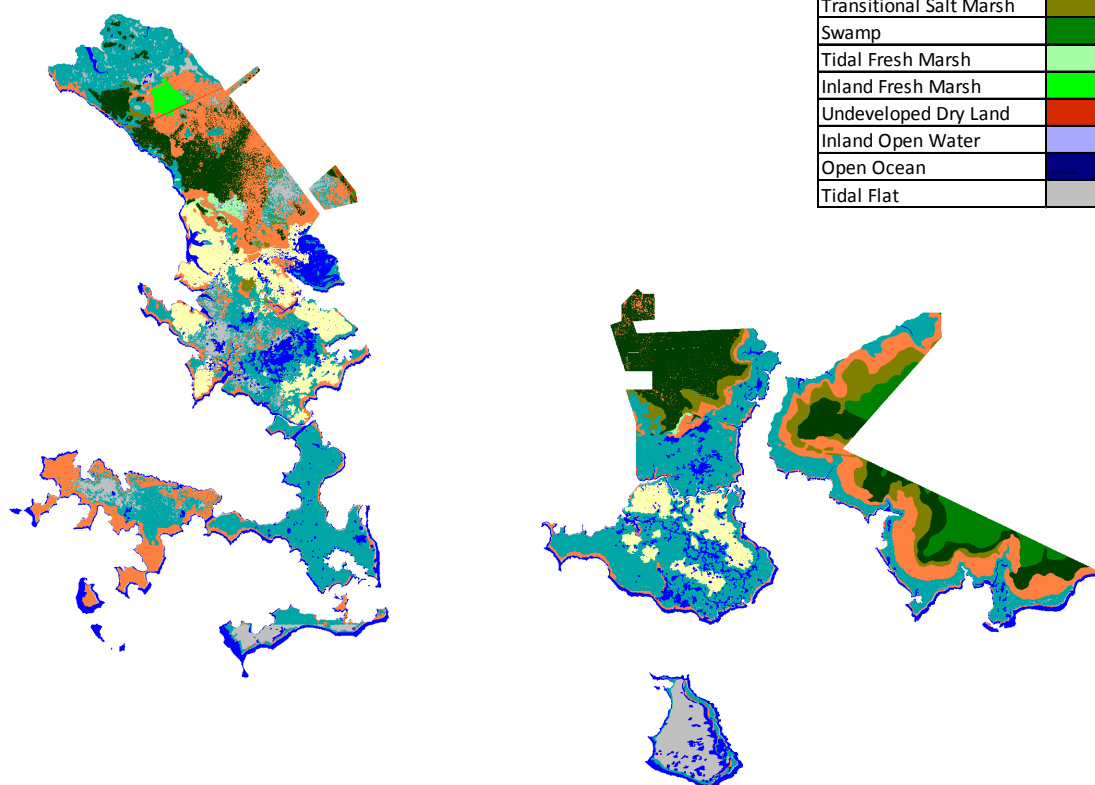 Transitional Salt Marsh
Swamp
Tidal Fresh Marsh
Inland Fresh Marsh
Undeveloped Dry Land
Inland Open Water
Open Ocean
Tidal Flat